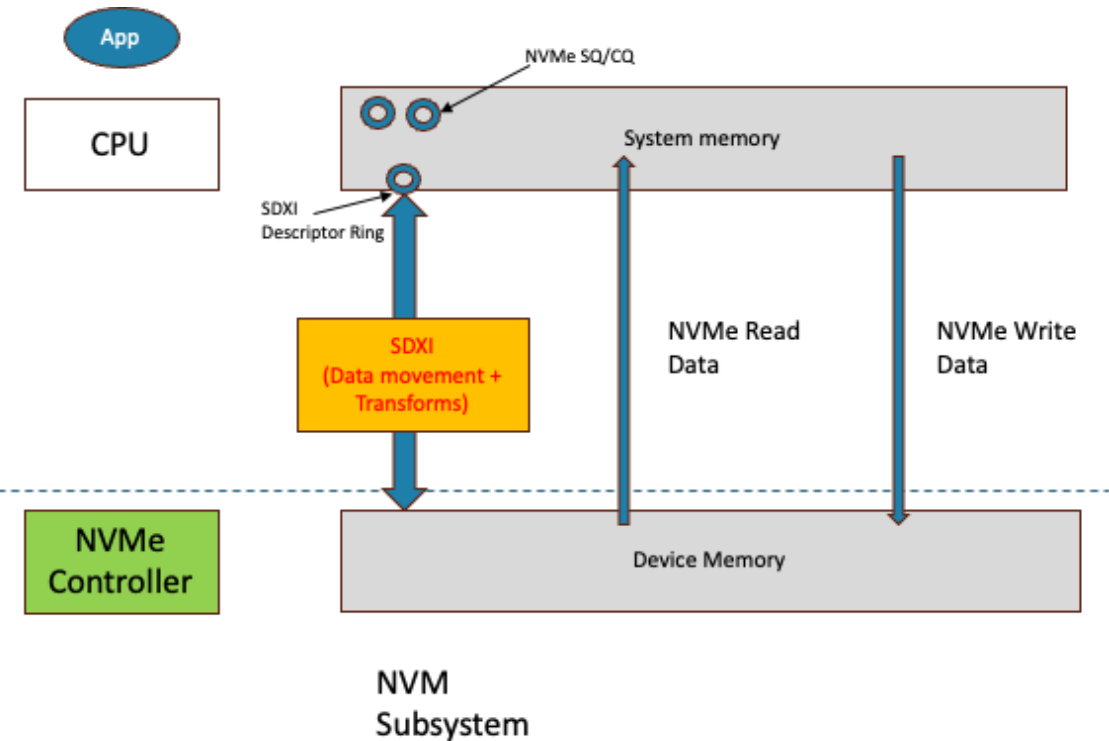 App
NVMe SQ/CQ
CPU
System memory
SDXI
Descriptor Ring
SDXI
(Data movement +
Transforms)
NVMe Read
Data
NVMe Write
Data
NVMe
Controller
Device Memory
NVM
Subsystem